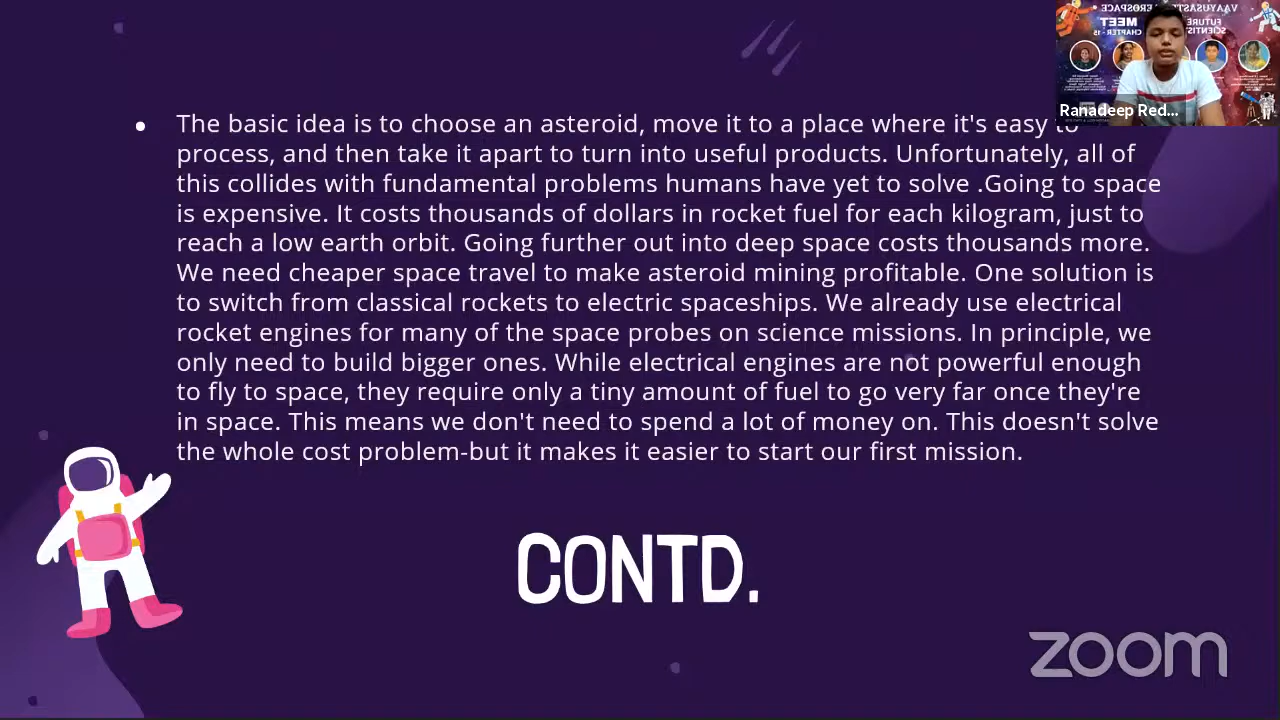 VAAYUSASTRA AEROSPACE
MEET
CHAPTER - 15
FUTURE
SCIENTIST
Ranadeep Red...
The basic idea is to choose an asteroid, move it to a place where it's easy to
process, and then take it apart to turn into useful products. Unfortunately, all of
this collides with fundamental problems humans have yet to solve .Going to space
is expensive. It costs thousands of dollars in rocket fuel for each kilogram, just to
reach a low earth orbit. Going further out into deep space costs thousands more.
We need cheaper space travel to make asteroid mining profitable. One solution is
to switch from classical rockets to electric spaceships. We already use electrical
rocket engines for many of the space probes on science missions. In principle, we
only need to build bigger ones. While electrical engines are not powerful enough
to fly to space, they require only a tiny amount of fuel to go very far once they're
in space. This means we don't need to spend a lot of money on. This doesn't solve
the whole cost problem-but it makes it easier to start our first mission.
CONTD.
zoom